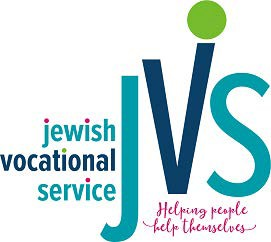 jewish
vocational
service
jVS
Helping people
help themselves